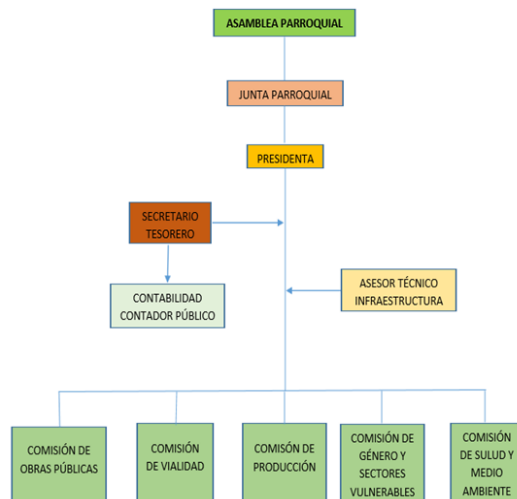 ASAMBLEA PARROQUIAL
JUNTA PARROQUIAL
PRESIDENTA
SECRETARIO
TESORERO
CONTABILIDAD
CONTADOR PÚBLICO
ASESOR TÉCNICO
INFRAESTRUCTURA
COMISIÓN DE
OBRAS PÚBLICAS
COMISIÓN
DE VIALIDAD
COMISÓN DE
PRODUCCIÓN
COMISIÓN DE
GÉNERO Y
SECTORES
VULNERABLES
COMISIÓN
DE SULUD Y
MEDIO
AMBIENTE